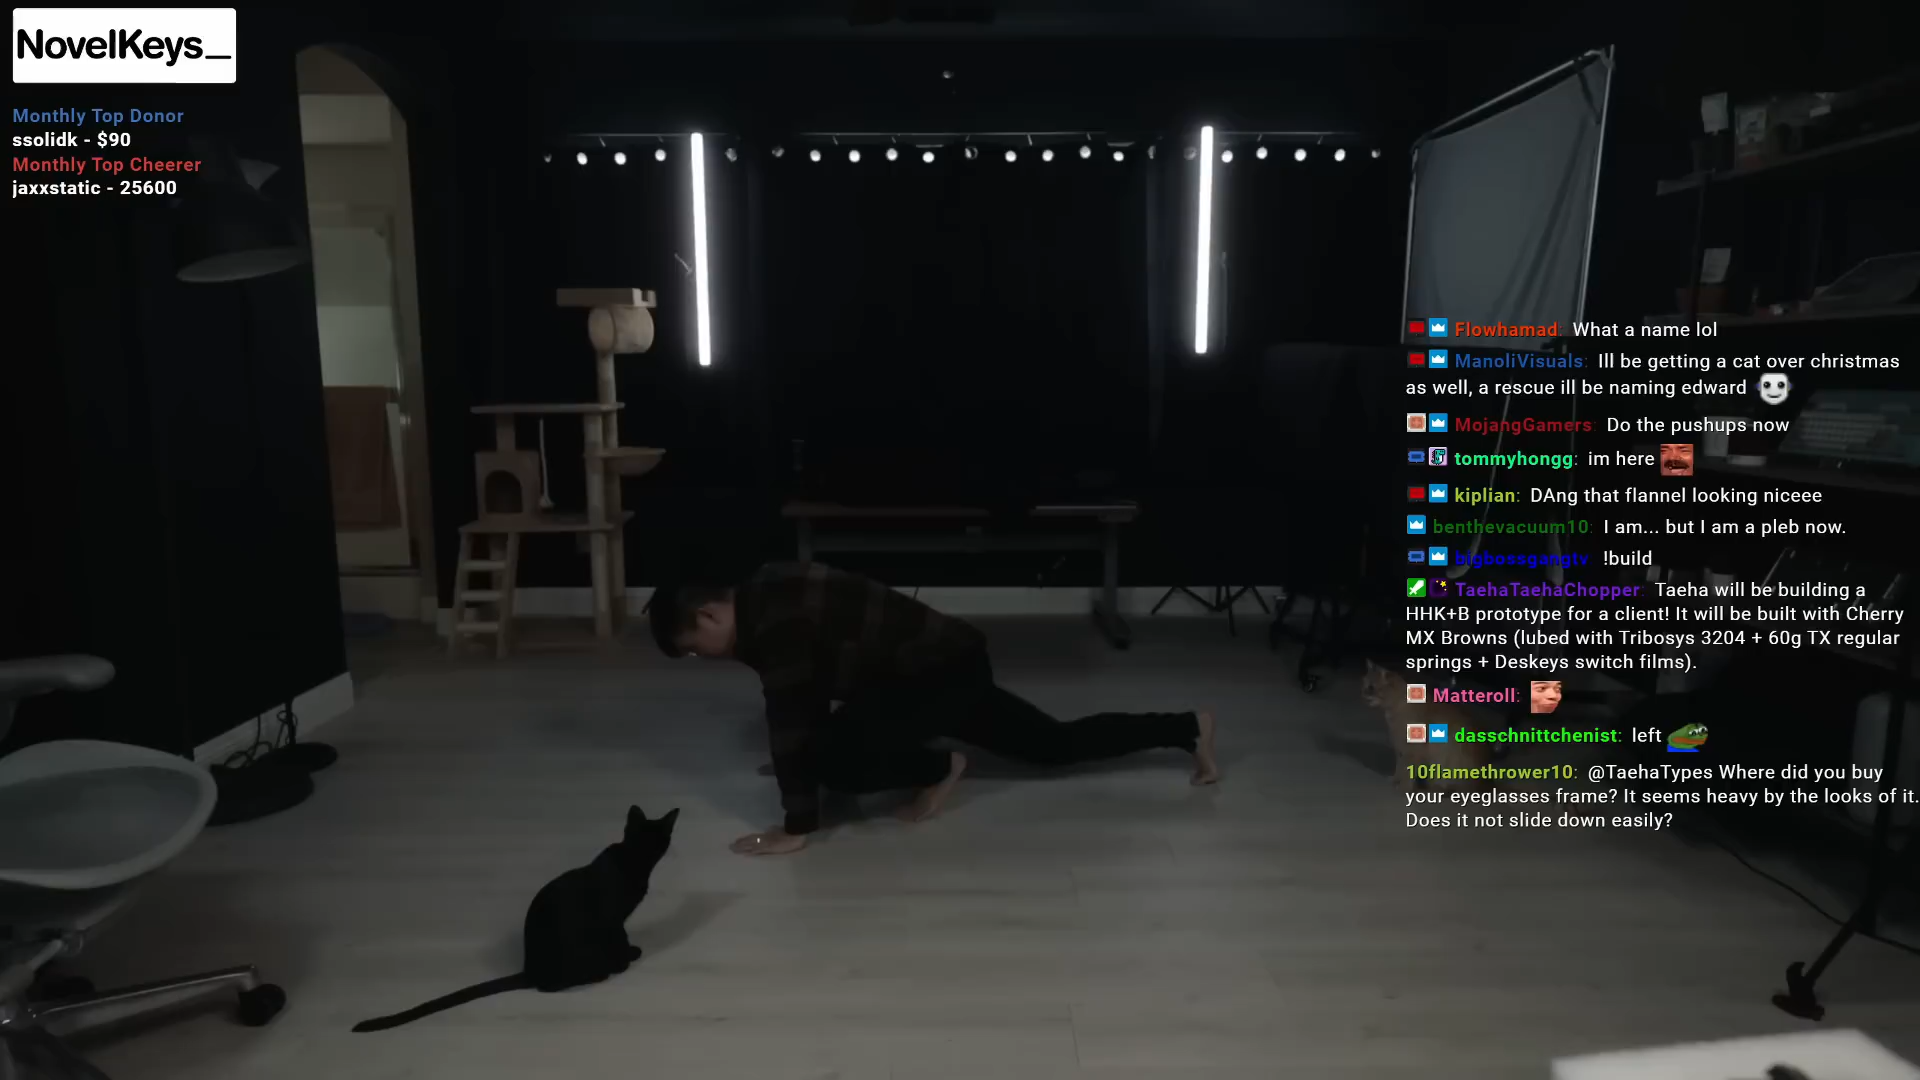 NovelKeys_
Monthly Top Donor
ssolidk - $90
Monthly Top Cheerer
jaxxstatic - 25600
Flowhamad: What a name lol
ManoliVisuals: Ill be getting a cat over christmas
as well, a rescue ill be naming edward
MojangGamers: Do the pushups now
tommyhongg: im here
kiplian: DAng that flannel looking niceee
benthevacuum10: I am... but I am a pleb now.
bigbossgangtv: !build
TaehaTaehaChopper: Taeha will be building a
HHK+B prototype for a client! It will be built with Cherry
MX Browns (lubed with Tribosys 3204 + 60g TX regular
springs + Deskeys switch films).
Matteroll:
dasschnittchenist: left
10flamethrower10: @TaehaTypes Where did you buy
your eyeglasses frame? It seems heavy by the looks of it.
Does it not slide down easily?